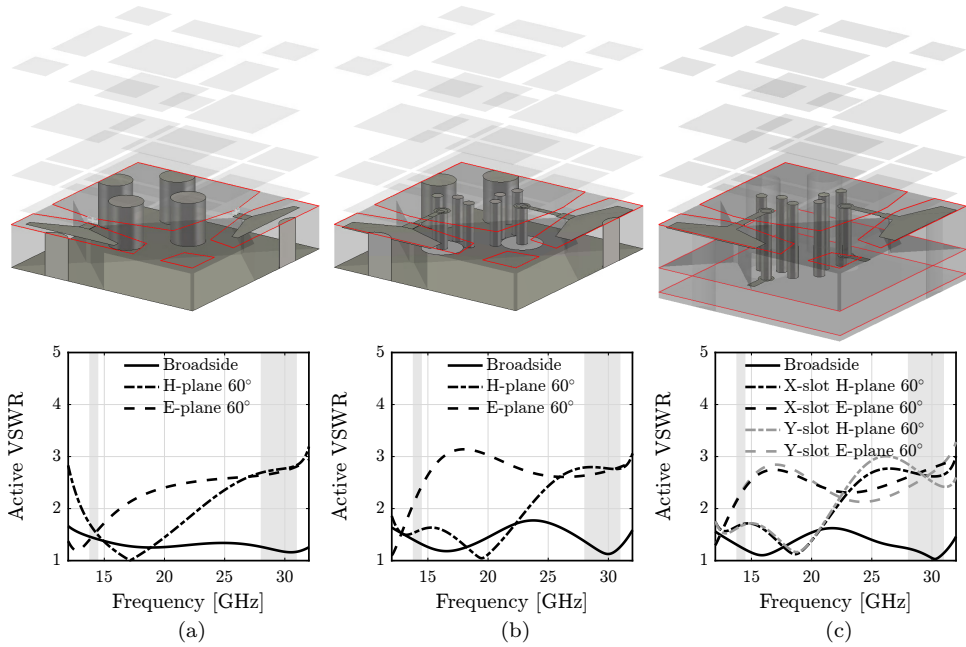 5 Broadside
4 H-plane 60°
E-plane 60°
3
2
1
15 20 25 30
Active VSWR
Frequency [GHz]
(a)
5 Broadside
4 H-plane 60°
E-plane 60°
3
2
1
15 20 25 30
Active VSWR
Frequency [GHz]
(b)
5 Broadside
X-slot H-plane 60°
4 X-slot E-plane 60°
Y-slot H-plane 60°
3 Y-slot E-plane 60°
2
1
15 20 25 30
Active VSWR
Frequency [GHz]
(c)